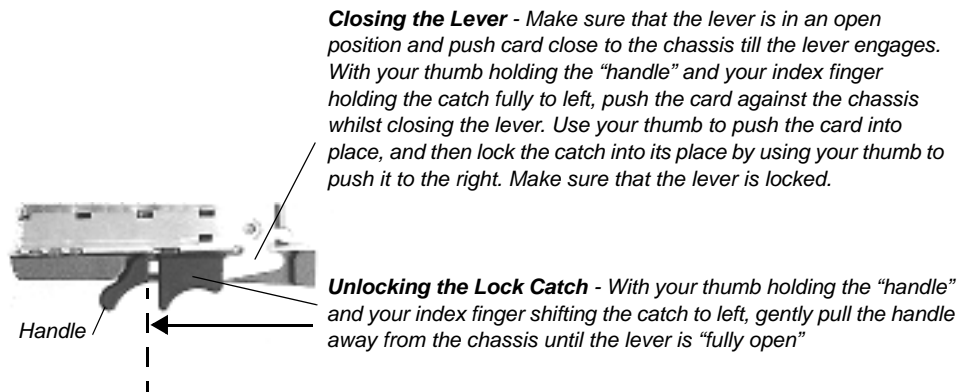 Closing the Lever - Make sure that the lever is in an open
position and push card close to the chassis till the lever engages.
With your thumb holding the “handle” and your index finger
holding the catch fully to left, push the card against the chassis
whilst closing the lever. Use your thumb to push the card into
place, and then lock the catch into its place by using your thumb to
push it to the right. Make sure that the lever is locked.
Unlocking the Lock Catch - With your thumb holding the “handle”
and your index finger shifting the catch to left, gently pull the handle
away from the chassis until the lever is “fully open”
Handle